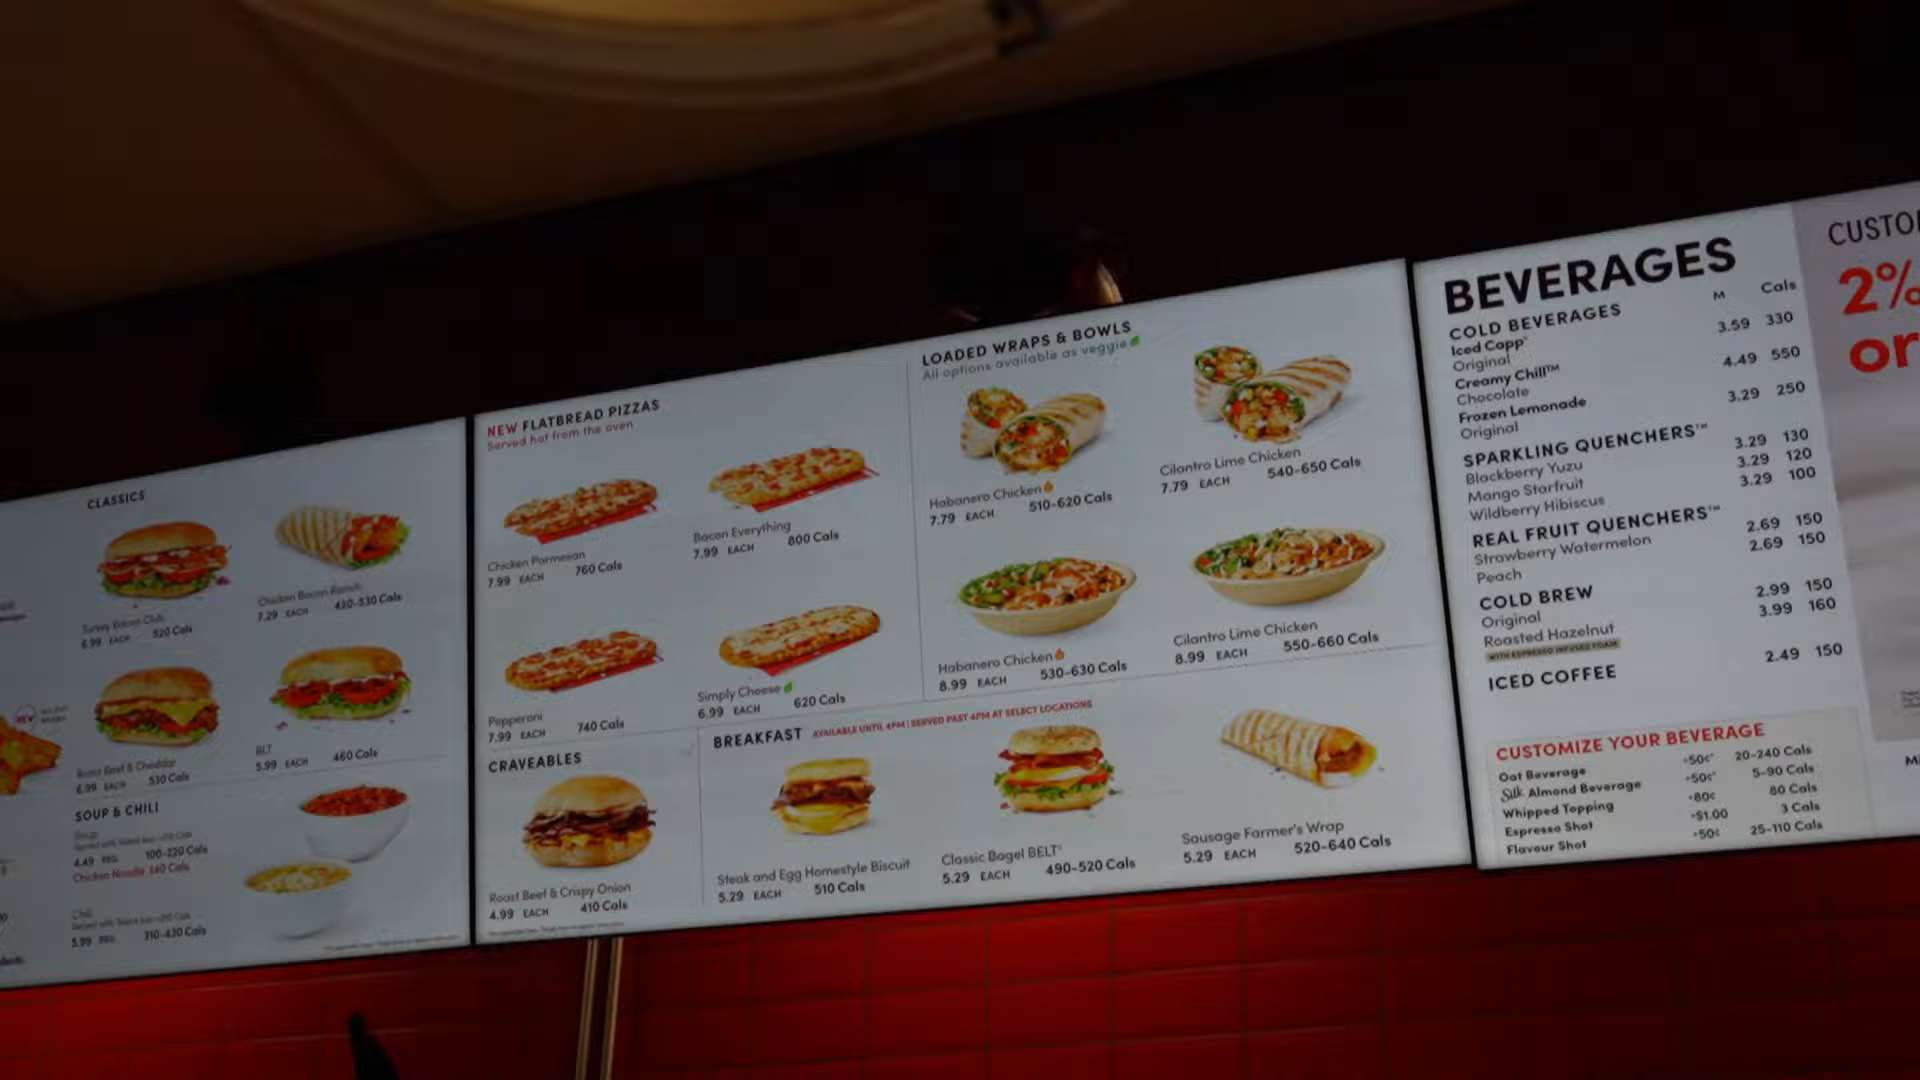 CLASSICS
Turkey Bacon Club
6.99 EACH 520 Cals
Chicken Bacon Ranch
7.29 EACH 430-530 Cals
Roast Beef & Cheddar
6.99 EACH 530 Cals
BLT
5.99 EACH 460 Cals
SOUP & CHILI
Soup
4.49 REG 100-220 Cals
Chicken Noodle 140 Cals
Chili
5.99 REG 310-430 Cals
NEW FLATBREAD PIZZAS
Served hot from the oven
Chicken Parmesan
7.99 EACH 760 Cals
Bacon Everything
7.99 EACH 800 Cals
Pepperoni
7.99 EACH 740 Cals
Simply Cheese
6.99 EACH 620 Cals
LOADED WRAPS & BOWLS
All options available as veggie
Habanero Chicken
7.79 EACH 510-620 Cals
Cilantro Lime Chicken
7.79 EACH 540-650 Cals
Habanero Chicken
8.99 EACH 530-630 Cals
Cilantro Lime Chicken
8.99 EACH 550-660 Cals
CRAVEABLES
Roast Beef & Crispy Onion
4.99 EACH 410 Cals
BREAKFAST AVAILABLE UNTIL 4PM | SERVED PAST 4PM AT SELECT LOCATIONS
Steak and Egg Homestyle Biscuit
5.29 EACH 510 Cals
Classic Bagel BELT
5.29 EACH 490-520 Cals
Sausage Farmer's Wrap
5.29 EACH 520-640 Cals
BEVERAGES
M Cals
COLD BEVERAGES
Iced Capp® 3.59 330
Original
Creamy Chill™ 4.49 550
Chocolate
Frozen Lemonade 3.29 250
Original
SPARKLING QUENCHERS™
Blackberry Yuzu 3.29 130
Mango Starfruit 3.29 120
Wildberry Hibiscus 3.29 100
REAL FRUIT QUENCHERS™
Strawberry Watermelon 2.69 150
Peach 2.69 150
COLD BREW
Original 2.99 150
Roasted Hazelnut 3.99 160
WITH ESPRESSO INFUSED FOAM
ICED COFFEE 2.49 150
CUSTOMIZE YOUR BEVERAGE
Oat Beverage +50¢ 20-240 Cals
Silk Almond Beverage +50¢ 5-90 Cals
Whipped Topping +80¢ 80 Cals
Espresso Shot +$1.00 3 Cals
Flavour Shot +50¢ 25-110 Cals
CUSTO
2%
or